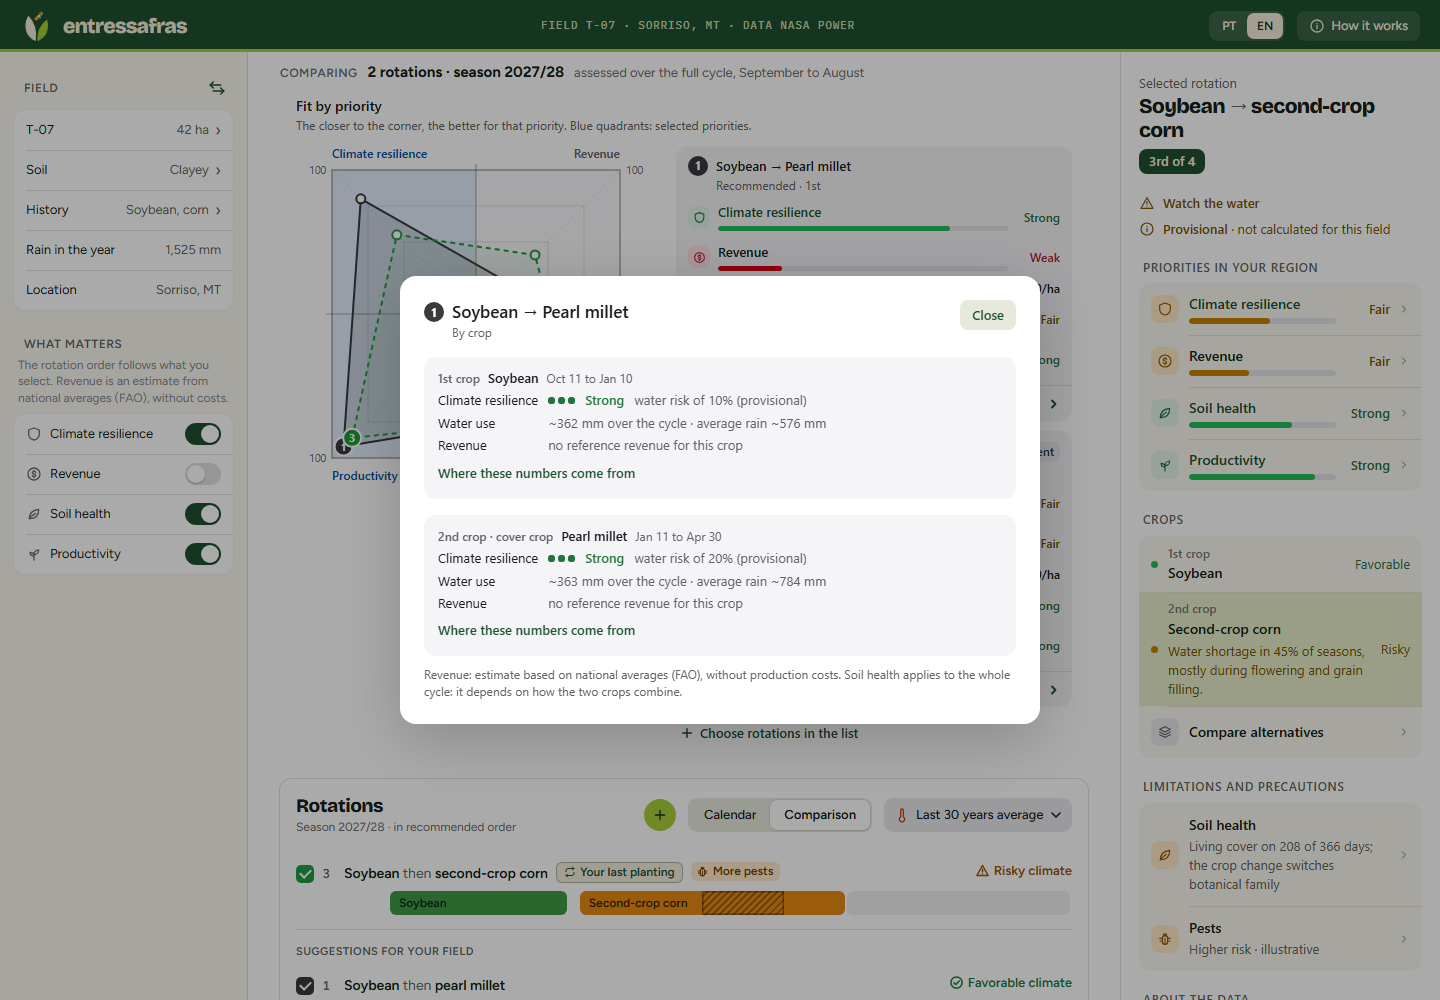 entressafras
FIELD T-07 · SORRISO, MT · DATA NASA POWER
PT EN
How it works
FIELD
T-07 42 ha
Soil Clayey
History Soybean, corn
Rain in the year 1,525 mm
Location Sorriso, MT
WHAT MATTERS
The rotation order follows what you
select. Revenue is an estimate from
national averages (FAO), without costs.
Climate resilience
Revenue
Soil health
Productivity
COMPARING 2 rotations · season 2027/28 assessed over the full cycle, September to August
Fit by priority
The closer to the corner, the better for that priority. Blue quadrants: selected priorities.
Climate resilience Revenue
100 100
3
100
Productivity
1 Soybean → Pearl millet
Recommended · 1st
Climate resilience Strong
Revenue Weak
/ha
Fair
Fair
Fair
/ha
Choose rotations in the list
1 Soybean → Pearl millet
By crop
Close
1st crop Soybean Oct 11 to Jan 10
Climate resilience Strong water risk of 10% (provisional)
Water use ~362 mm over the cycle · average rain ~576 mm
Revenue no reference revenue for this crop
Where these numbers come from
2nd crop · cover crop Pearl millet Jan 11 to Apr 30
Climate resilience Strong water risk of 20% (provisional)
Water use ~363 mm over the cycle · average rain ~784 mm
Revenue no reference revenue for this crop
Where these numbers come from
Revenue: estimate based on national averages (FAO), without production costs. Soil health applies to the whole
cycle: it depends on how the two crops combine.
Rotations
Season 2027/28 · in recommended order
Calendar Comparison
Last 30 years average
3 Soybean then second-crop corn Your last planting More pests Risky climate
Soybean Second-crop corn
SUGGESTIONS FOR YOUR FIELD
1 Soybean then pearl millet Favorable climate
Selected rotation
Soybean → second-crop
corn
3rd of 4
Watch the water
Provisional · not calculated for this field
PRIORITIES IN YOUR REGION
Climate resilience Fair
Revenue Fair
Soil health Strong
Productivity Strong
CROPS
1st crop
Soybean Favorable
2nd crop
Second-crop corn
Water shortage in 45% of seasons,
mostly during flowering and grain
filling.
Risky
Compare alternatives
LIMITATIONS AND PRECAUTIONS
Soil health
Living cover on 208 of 366 days;
the crop change switches
botanical family
Pests
Higher risk · illustrative
ABOUT THE DATA